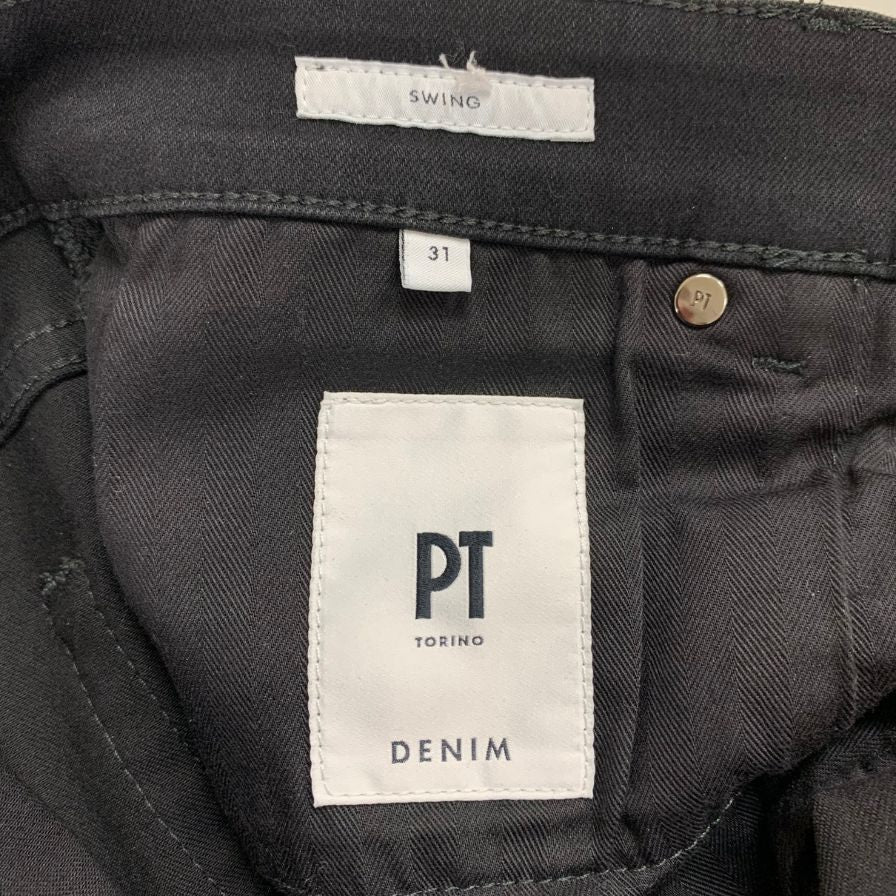 SWING
31
PT
PT
TORINO
DENIM